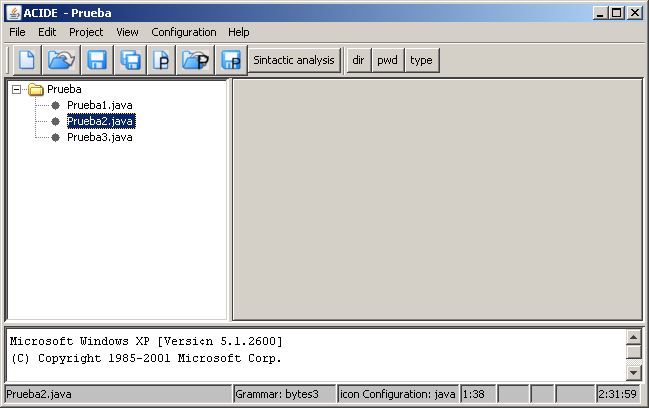 ACIDE - Prueba
File Edit Project View Configuration Help
P P P Sintactic analysis dir pwd type
Prueba
Prueba1.java
Prueba2.java
Prueba3.java
Microsoft Windows XP [Versi<n 5.1.2600]
(C) Copyright 1985-2001 Microsoft Corp.
Prueba2.java Grammar: bytes3 icon Configuration: java 1:38 2:31:59